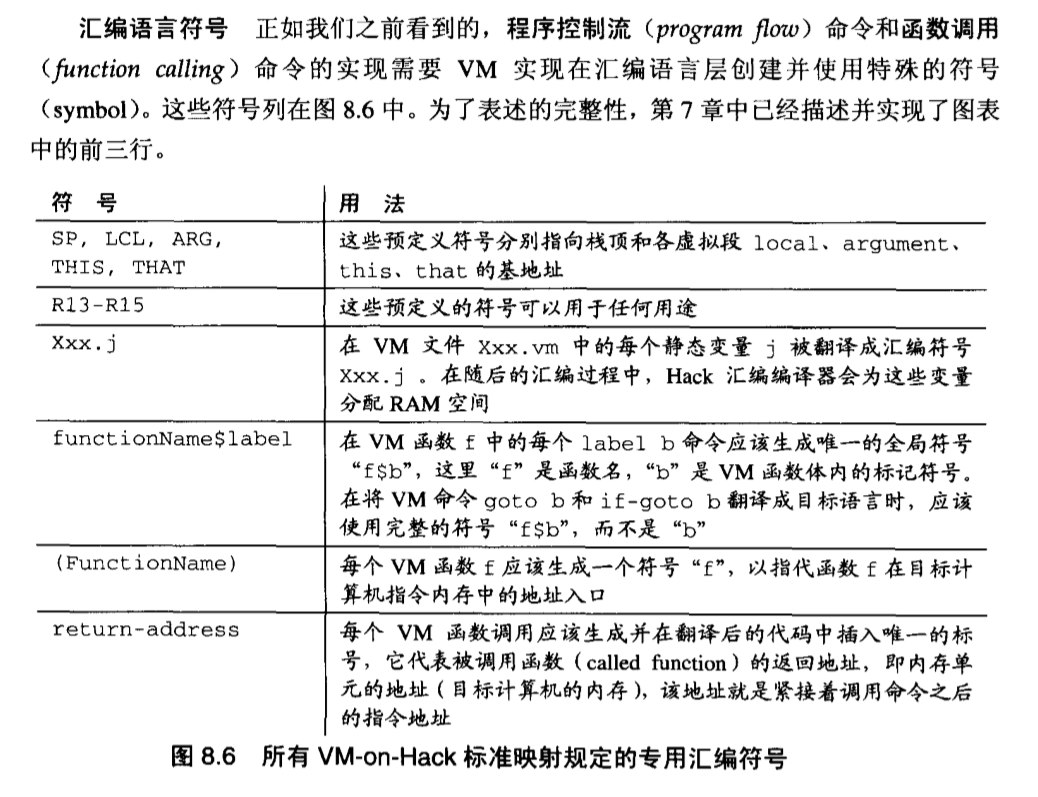 汇编语言符号 正如我们之前看到的，程序控制流（program flow）命令和函数调用
（function calling）命令的实现需要 VM 实现在汇编语言层创建并使用特殊的符号
（symbol）。这些符号列在图 8.6 中。为了表述的完整性，第 7 章中已经描述并实现了图表
中的前三行。
符 号 用 法
SP, LCL, ARG, 这些预定义符号分别指向栈顶和各虚拟段 local、argument、
THIS, THAT this、that 的基地址
R13-R15 这些预定义的符号可以用于任何用途
Xxx.j 在 VM 文件 Xxx.vm 中的每个静态变量 j 被翻译成汇编符号
Xxx.j 。在随后的汇编过程中，Hack 汇编编译器会为这些变量
分配 RAM 空间
functionName$label 在 VM 函数 f 中的每个 label b 命令应该生成唯一的全局符号
“f$b”，这里“f”是函数名，“b”是 VM 函数体内的标记符号。
在将 VM 命令 goto b 和 if-goto b 翻译成目标语言时，应该
使用完整的符号“f$b”，而不是“b”
(FunctionName) 每个 VM 函数 f 应该生成一个符号“f”，以指代函数 f 在目标计
算机指令内存中的地址入口
return-address 每个 VM 函数调用应该生成并在翻译后的代码中插入唯一的标
号，它代表被调用函数（called function）的返回地址，即内存单
元的地址（目标计算机的内存），该地址就是紧接着调用命令之后
的指令地址
图 8.6 所有 VM-on-Hack 标准映射规定的专用汇编符号